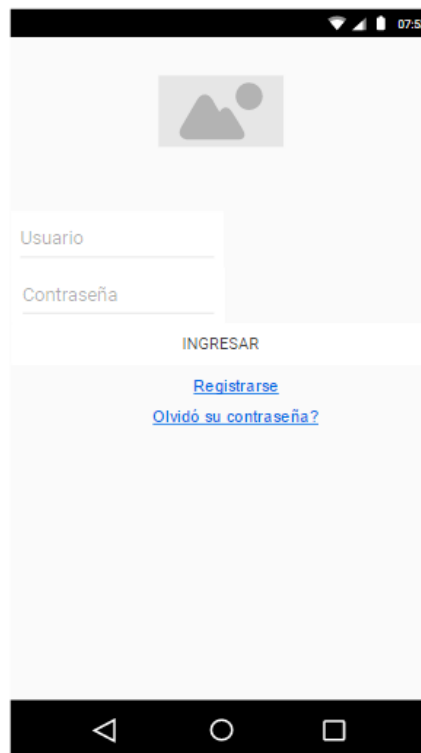 Usuario
Contraseña
INGRESAR
Registrarse
Olvidó su contraseña?